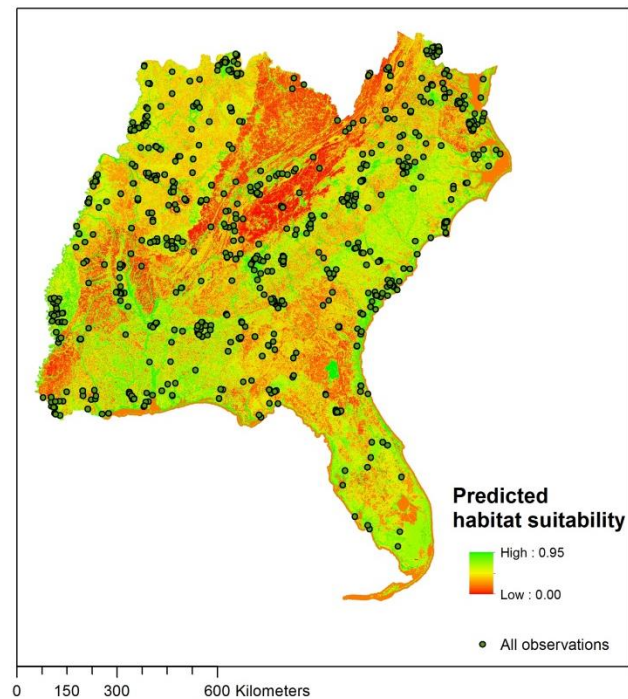 Predicted
habitat suitability
High : 0.95
Low : 0.00
All observations
0 150 300 600 Kilometers